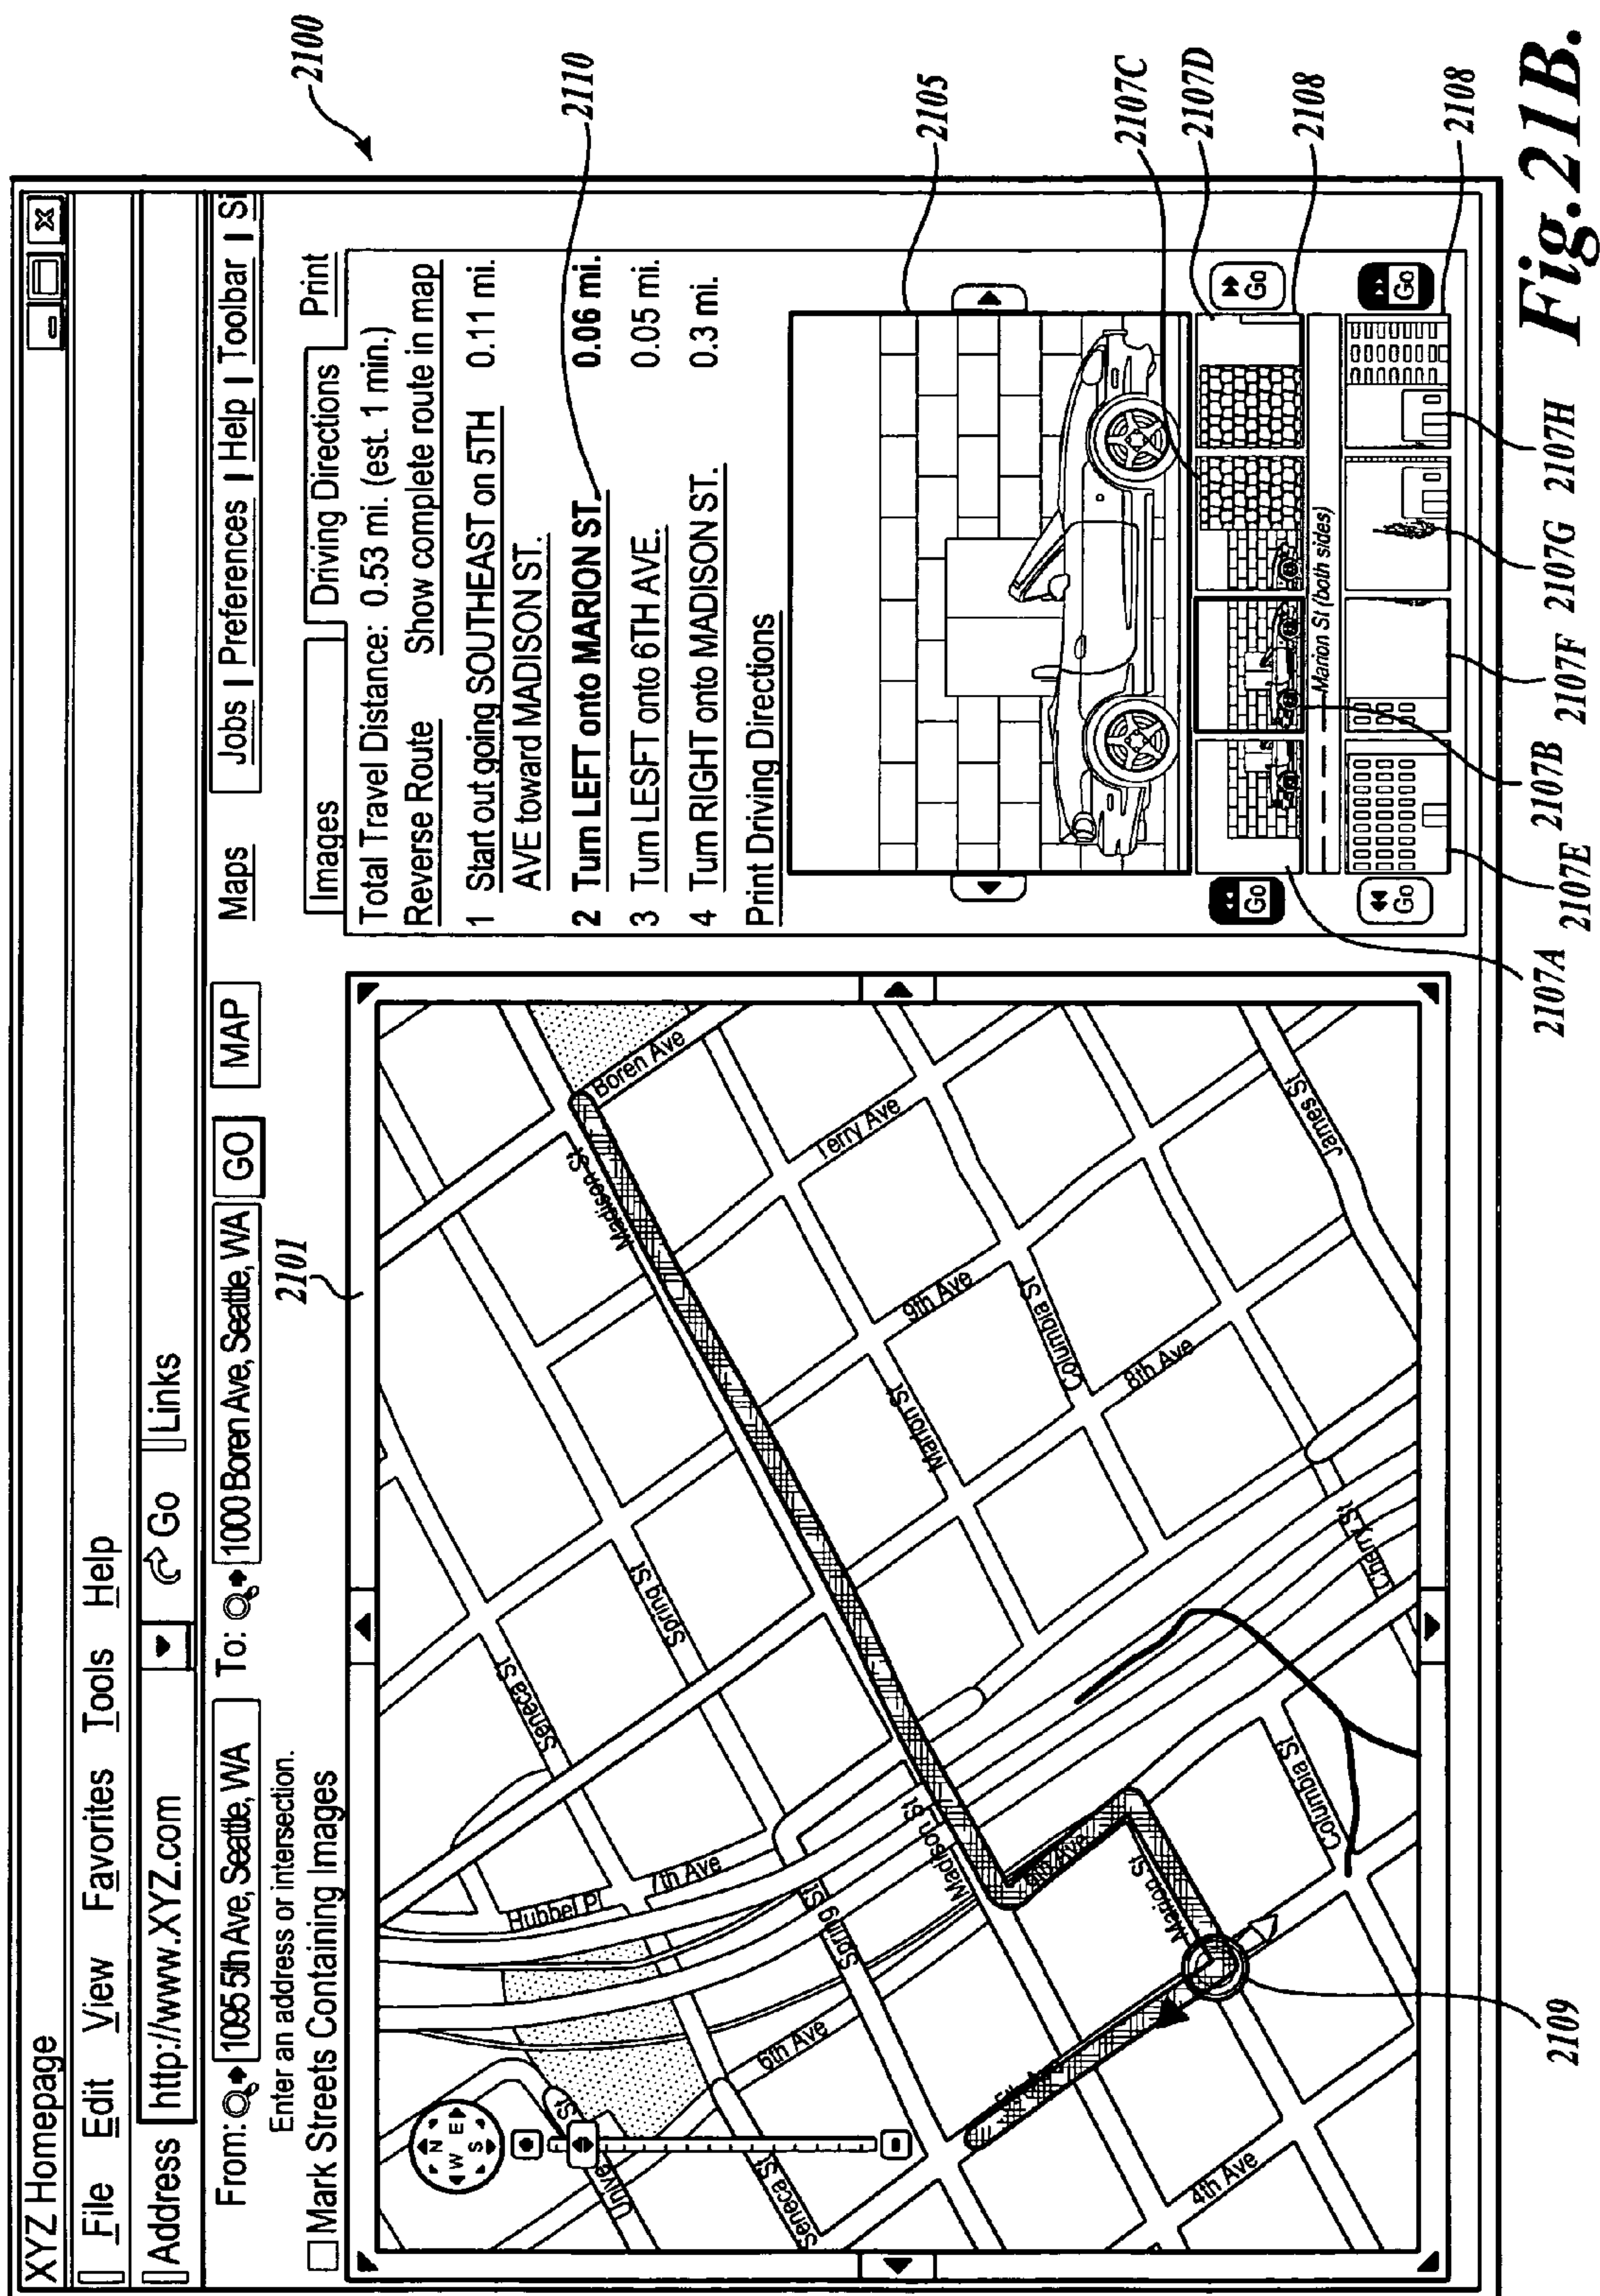 XYZ Homepage
File Edit View Favorites Tools Help
Address http://www.XYZ.com Go Links
From: 1095 5th Ave, Seattle, WA To: 1000 Boren Ave, Seattle, WA GO MAP Maps Jobs | Preferences | Help | Toolbar |
Enter an address or intersection.
Mark Streets Containing Images
2100
2101
N
W E
S
Seneca St
Hubbel Pl
7th Ave
Spring St
Madison St
Boren Ave
Terry Ave
9th Ave
Marion St
Columbia St
8th Ave
James St
Cherry St
Columbia St
Marion St
Madison St
Spring St
6th Ave
Seneca St
4th Ave
2109
Images Driving Directions Print
Total Travel Distance: 0.53 mi. (est. 1 min.)
Reverse Route Show complete route in map
1 Start out going SOUTHEAST on 5TH 0.11 mi.
AVE toward MADISON ST.
2 Turn LEFT onto MARION ST. 0.06 mi.
3 Turn LESFT onto 6TH AVE. 0.05 mi.
4 Turn RIGHT onto MADISON ST. 0.3 mi.
Print Driving Directions
2110
2105
2107C
2107D
2108
Go Go
Marion St (both sides)
Go Go
2108
2107A 2107E 2107B 2107F 2107G 2107H
Fig.21B.